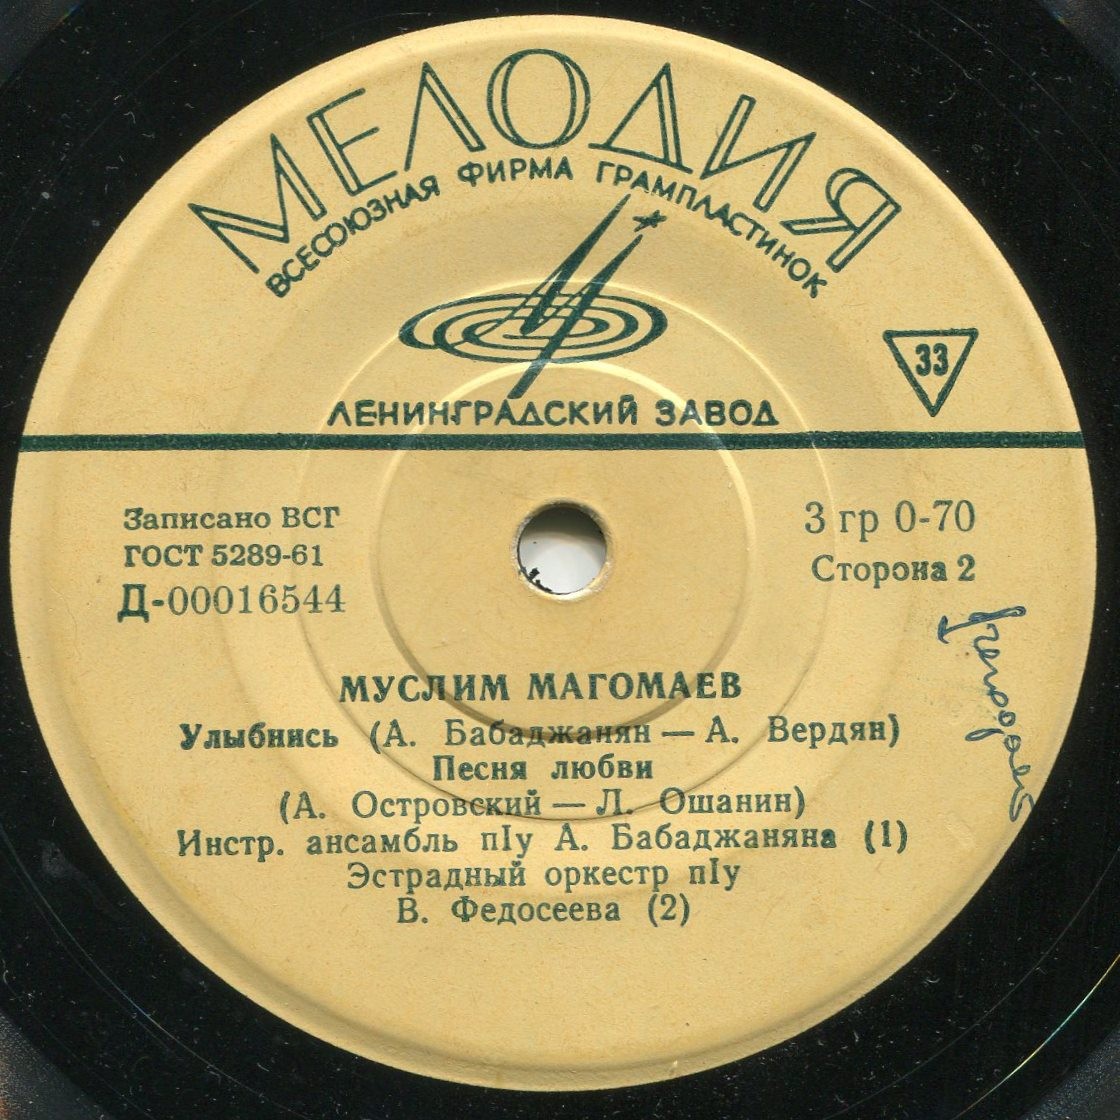 МЕЛОДИЯ
ВСЕСОЮЗНАЯ ФИРМА ГРАМПЛАСТИНОК
33
ЛЕНИНГРАДСКИЙ ЗАВОД
Записано ВСГ
ГОСТ 5289-61
Д-00016544
3 гр 0-70
Сторона 2
МУСЛИМ МАГОМАЕВ
Улыбнись (А. Бабаджанян — А. Вердян)
Песня любви
(А. Островский — Л. Ошанин)
Инстр. ансамбль п/у А. Бабаджаняна (1)
Эстрадный оркестр п/у
В. Федосеева (2)